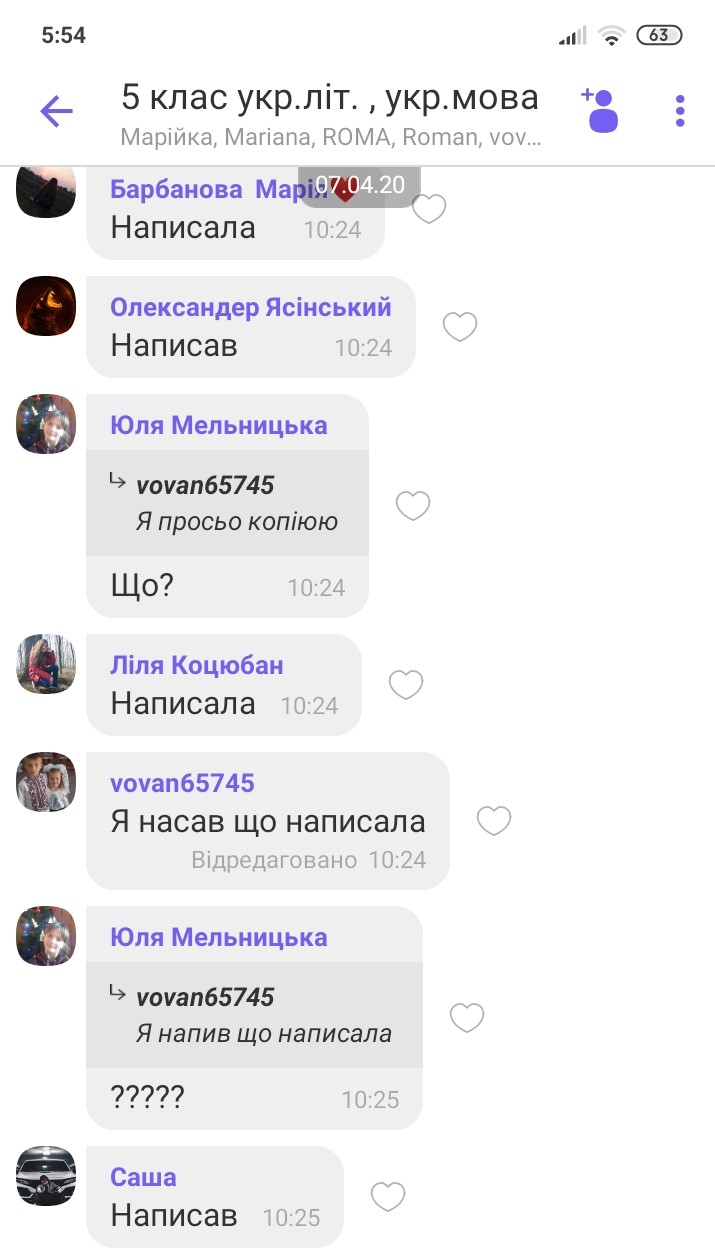 5:54
63
5 клас укр.літ. , укр.мова
Марійка, Mariana, ROMA, Roman, vov...
07.04.20
Барбанова Марія❤
Написала 10:24
Олександер Ясінський
Написав 10:24
Юля Мельницька
vovan65745
Я просьо копіюю
Що? 10:24
Ліля Коцюбан
Написала 10:24
vovan65745
Я насав що написала
Відредаговано 10:24
Юля Мельницька
vovan65745
Я напив що написала
????? 10:25
Саша
Написав 10:25